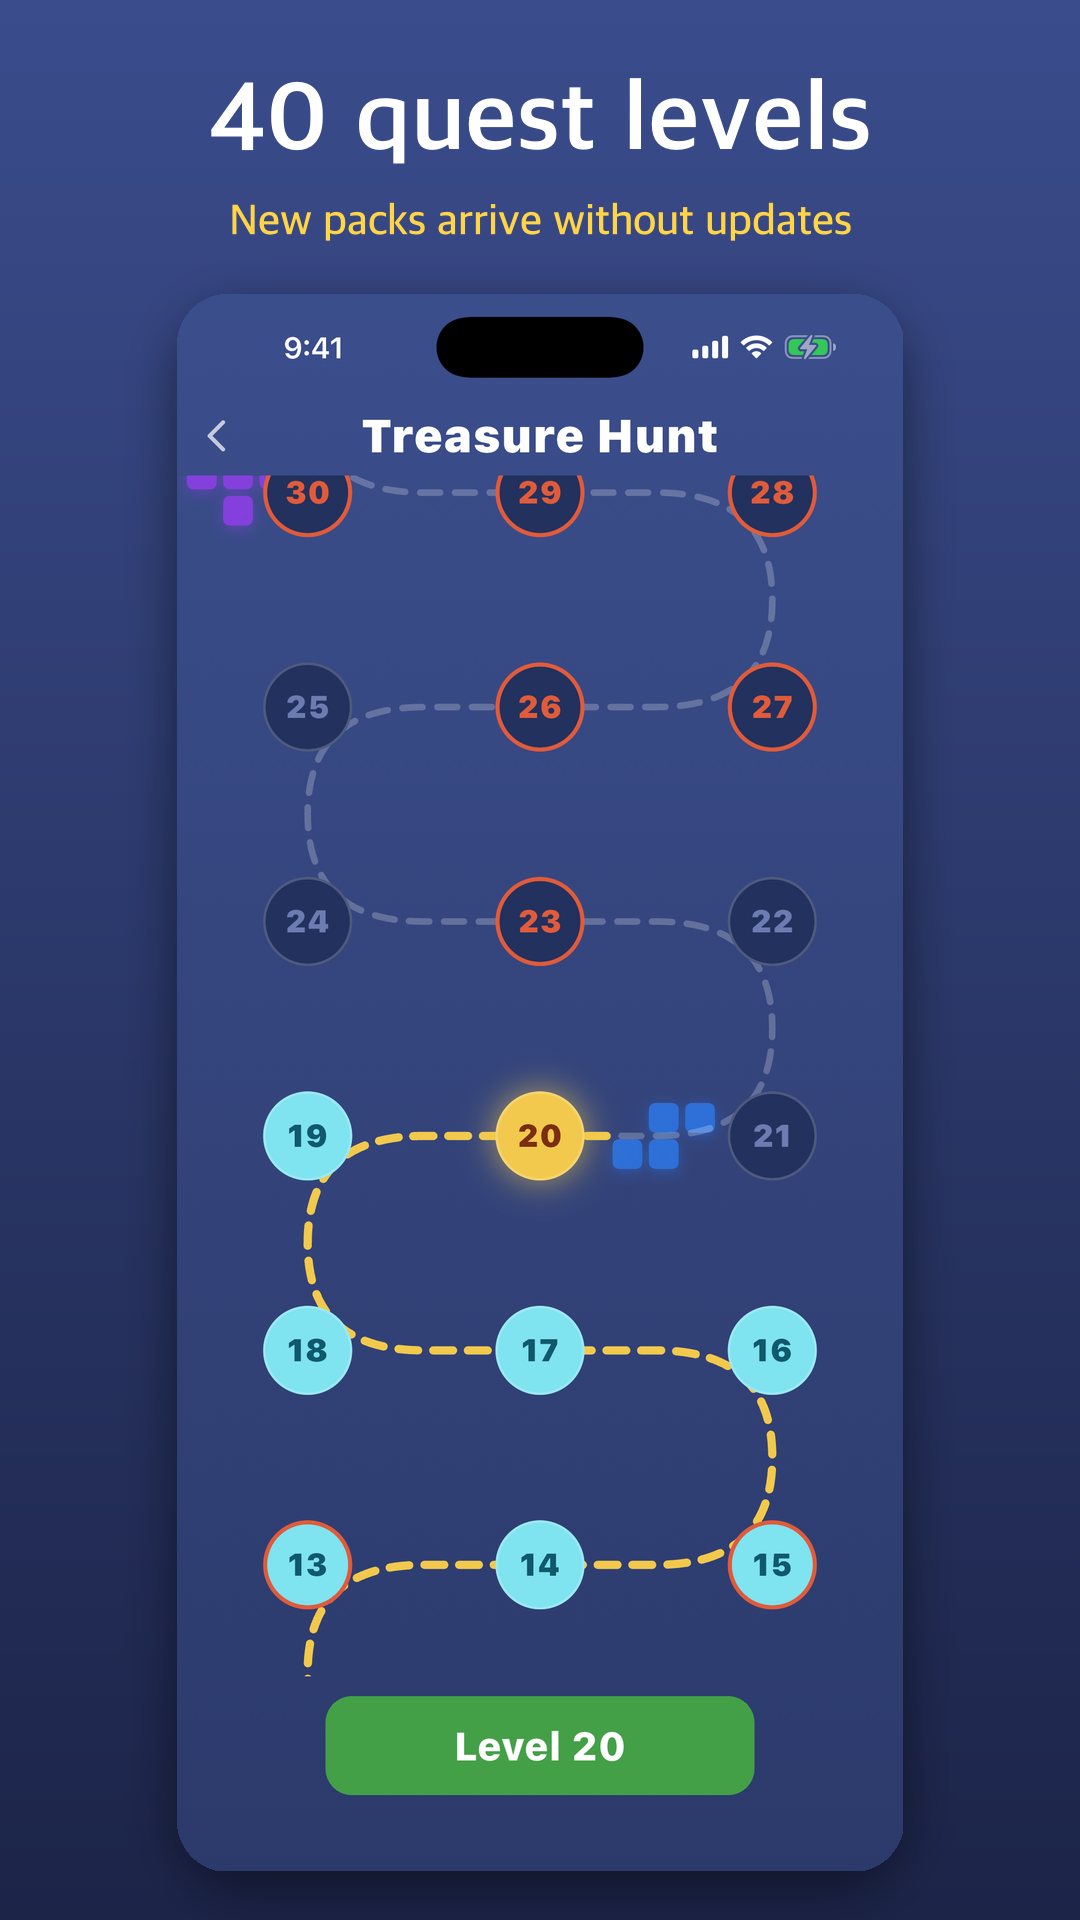 40 quest levels
New packs arrive without updates
9:41
Treasure Hunt
30 29 28
25 26 27
24 23 22
19 20 21
18 17 16
13 14 15
Level 20